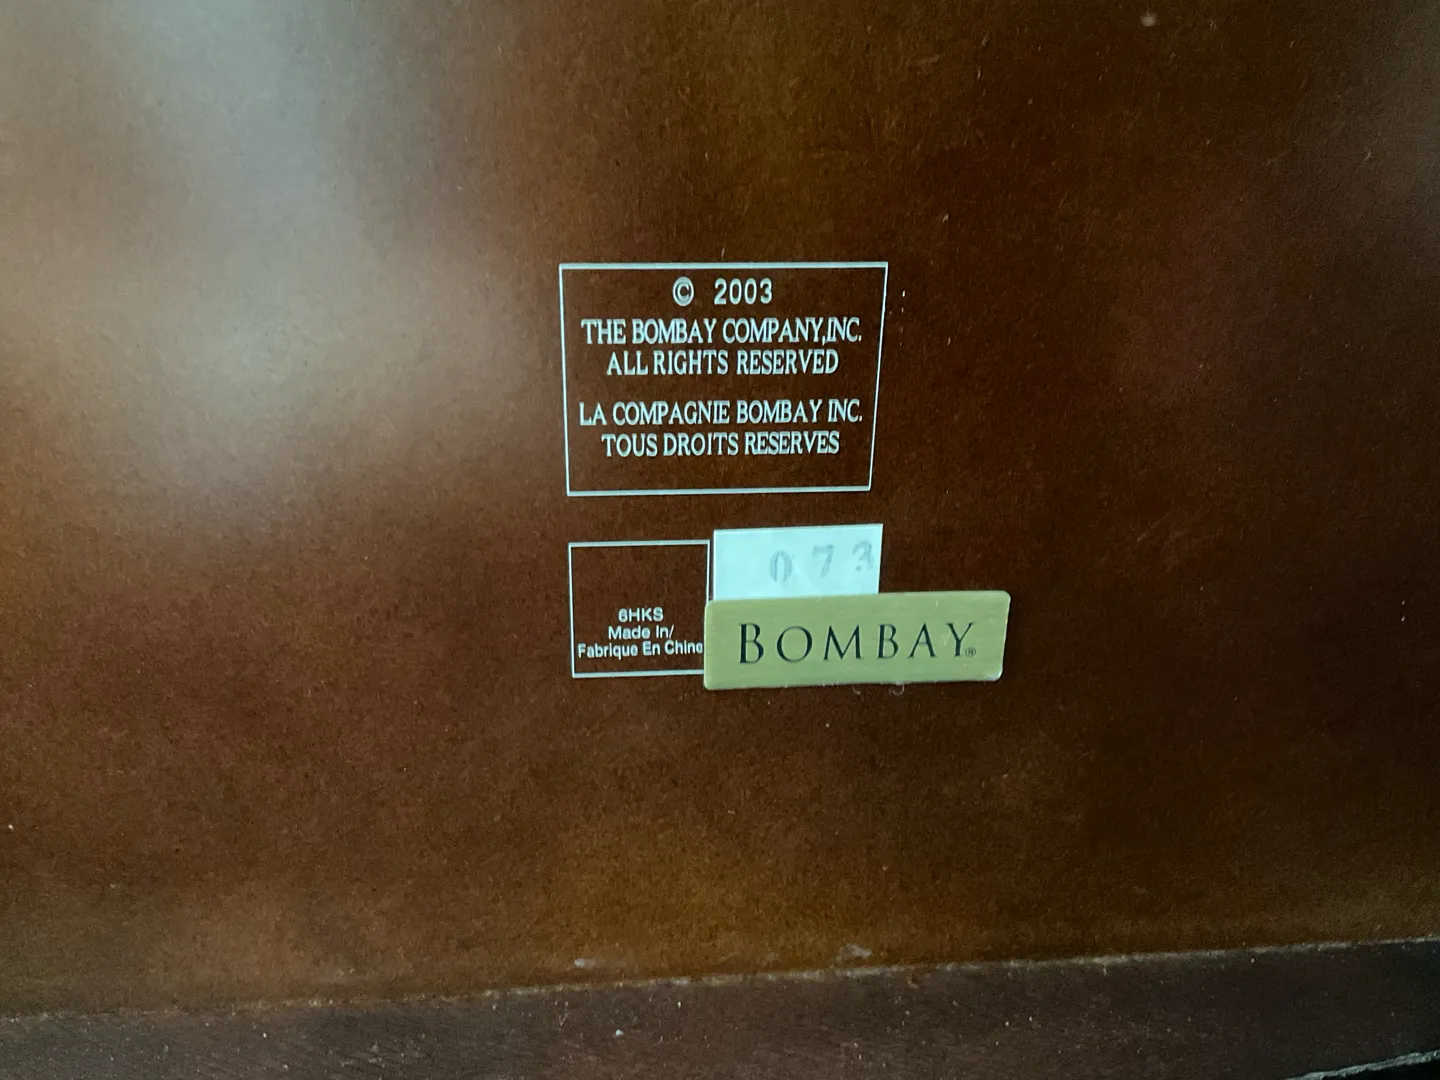 © 2003
THE BOMBAY COMPANY,INC.
ALL RIGHTS RESERVED
LA COMPAGNIE BOMBAY INC.
TOUS DROITS RESERVES
073
6HKS
Made In/
Fabrique En Chine
BOMBAY®